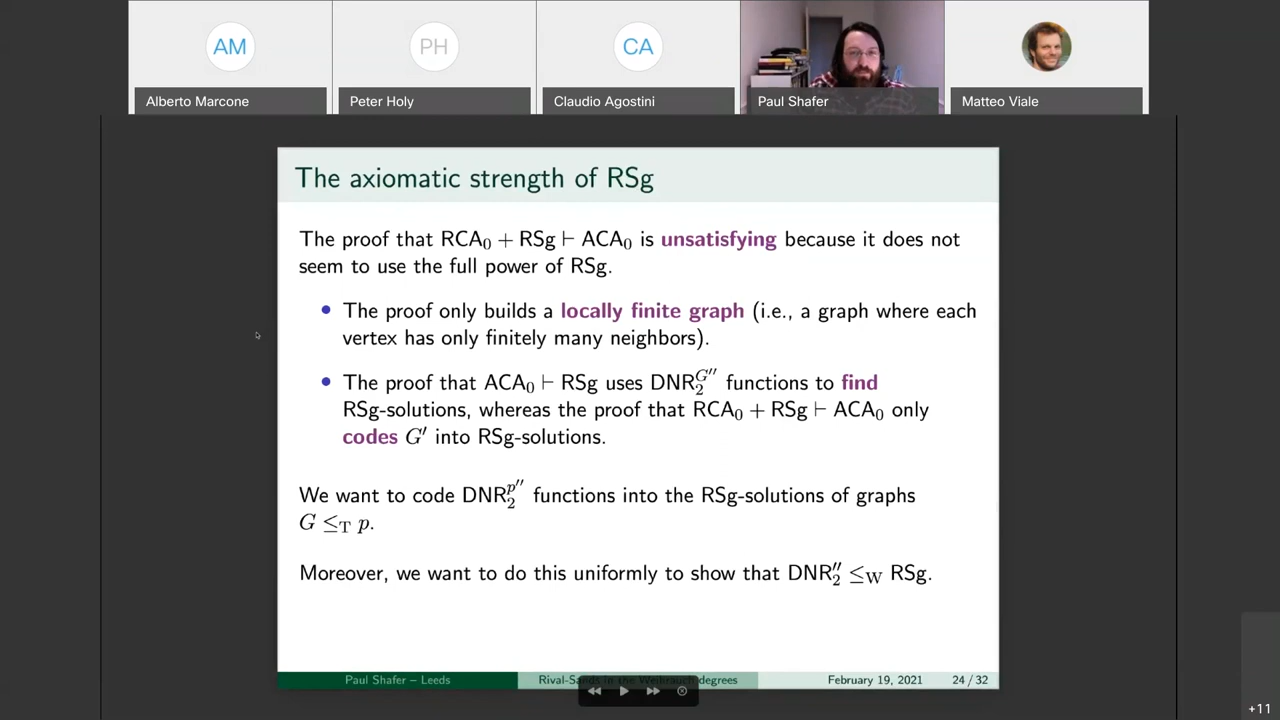 AM
PH
CA
Alberto Marcone
Peter Holy
Claudio Agostini
Paul Shafer
Matteo Viale
The axiomatic strength of RSg
The proof that RCA₀ + RSg ⊢ ACA₀ is unsatisfying because it does not
seem to use the full power of RSg.
• The proof only builds a locally finite graph (i.e., a graph where each
vertex has only finitely many neighbors).
• The proof that ACA₀ ⊢ RSg uses DNR₂^{G″} functions to find
RSg-solutions, whereas the proof that RCA₀ + RSg ⊢ ACA₀ only
codes G′ into RSg-solutions.
We want to code DNR₂^{p″} functions into the RSg-solutions of graphs
G ≤_T p.
Moreover, we want to do this uniformly to show that DNR₂″ ≤_W RSg.
Paul Shafer – Leeds
Rival-Sands in the Weihrauch degrees
February 19, 2021
24 / 32
+11